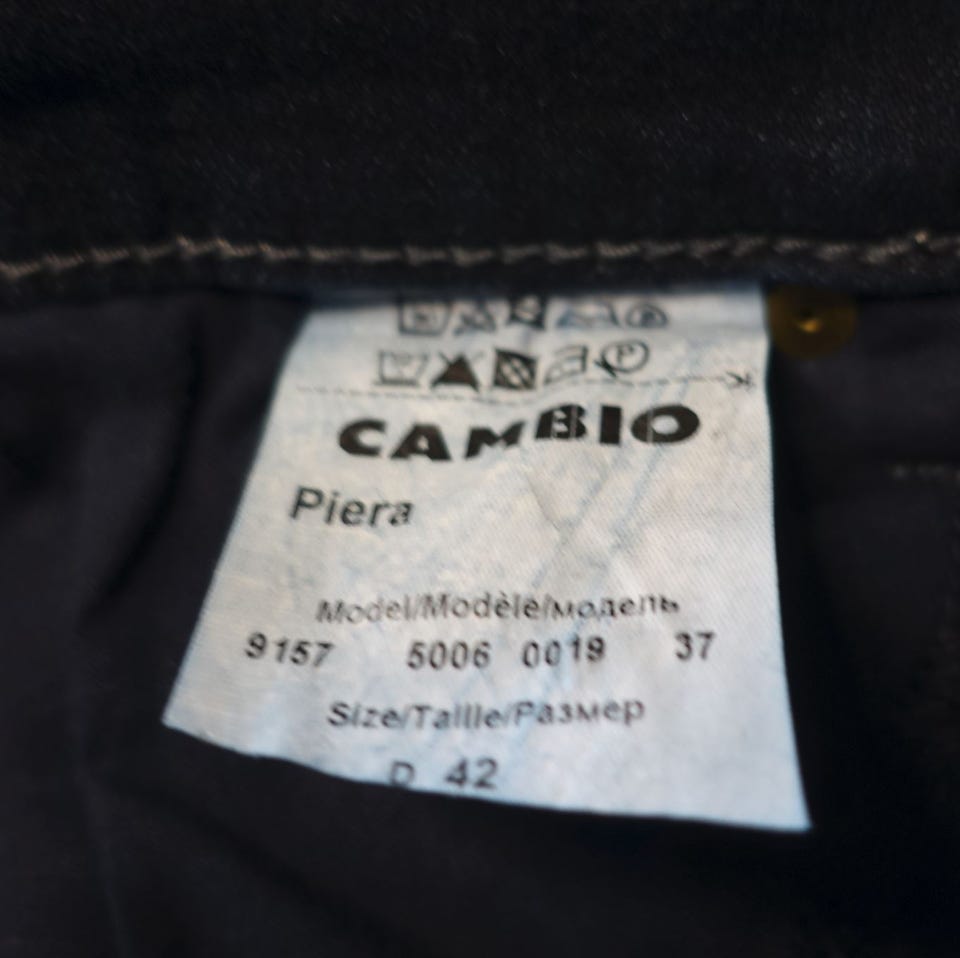 CAMBIO
Piera
Model/Modèle/модель
9157 5006 0019 37
Size/Taille/Размер
D 42